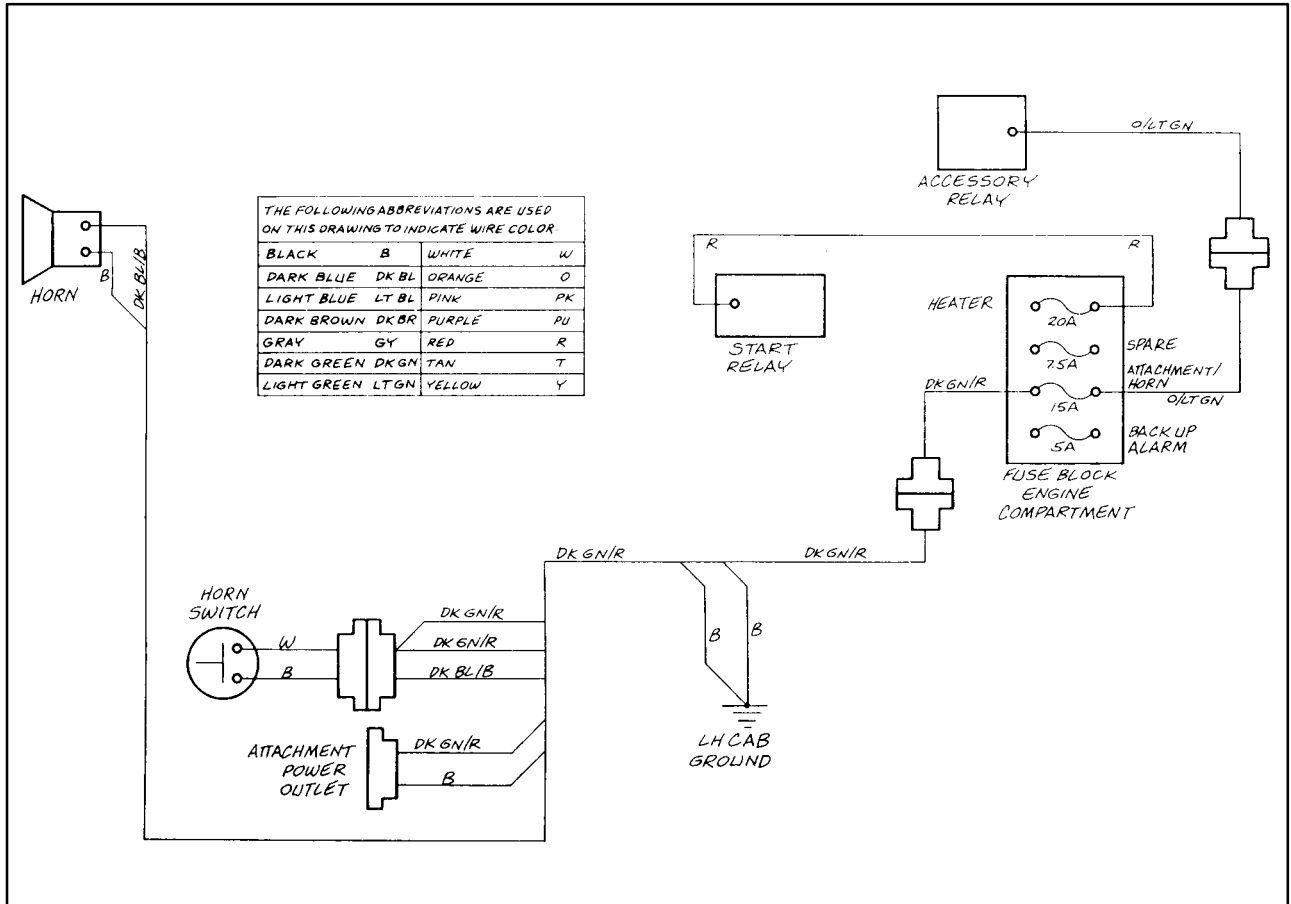 O/LT GN
ACCESSORY
RELAY
THE FOLLOWING ABBREVIATIONS ARE USED
ON THIS DRAWING TO INDICATE WIRE COLOR.
BLACK B WHITE W
DARK BLUE DK BL ORANGE O
LIGHT BLUE LT BL PINK PK
DARK BROWN DK BR PURPLE PU
GRAY GY RED R
DARK GREEN DK GN TAN T
LIGHT GREEN LT GN YELLOW Y
B
DK BL/B
HORN
R
R
START
RELAY
HEATER
20A
7.5A
SPARE
DK GN/R
15A
ATTACHMENT/
HORN
O/LT GN
5A
BACK UP
ALARM
FUSE BLOCK
ENGINE
COMPARTMENT
DK GN/R
DK GN/R
HORN
SWITCH
W
B
DK GN/R
DK GN/R
DK BL/B
B
B
LH CAB
GROUND
ATTACHMENT
POWER
OUTLET
DK GN/R
B